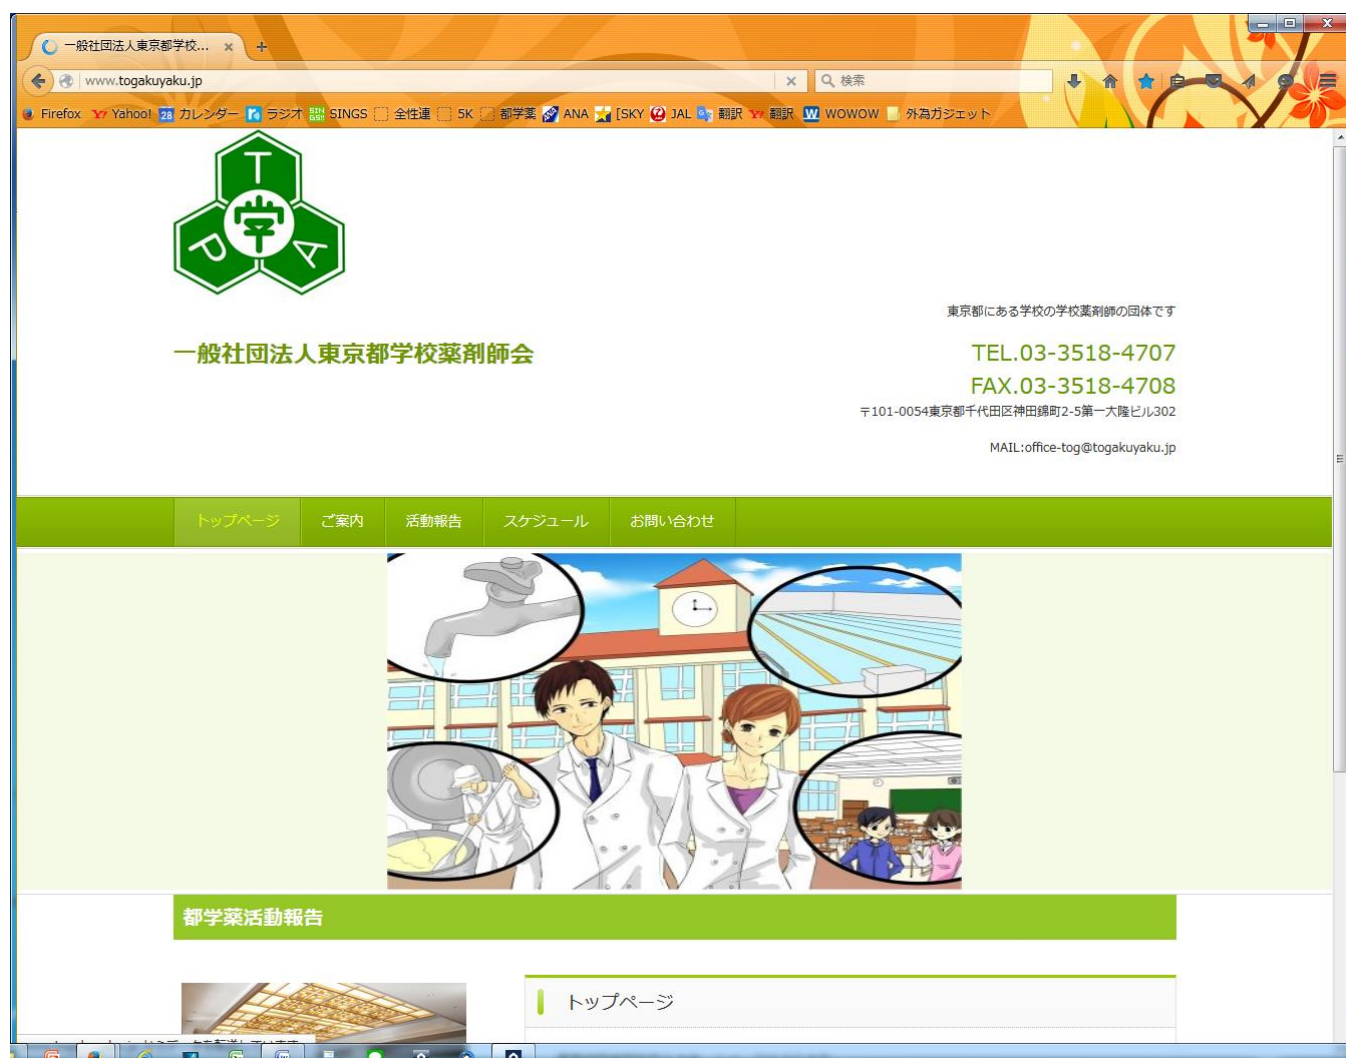 一般社団法人東京都学校...
www.togakuyaku.jp
検索
Firefox Yahoo! 28 カレンダー ラジオ SINGS 全性連 5K 都学薬 ANA [SKY JAL 翻訳 翻訳 W WOWOW 外為ガジェット
T
学
P A
東京都にある学校の学校薬剤師の団体です
一般社団法人東京都学校薬剤師会
TEL.03-3518-4707
FAX.03-3518-4708
〒101-0054東京都千代田区神田錦町2-5第一大隆ビル302
MAIL:office-tog@togakuyaku.jp
トップページ ご案内 活動報告 スケジュール お問い合わせ
都学薬活動報告
トップページ